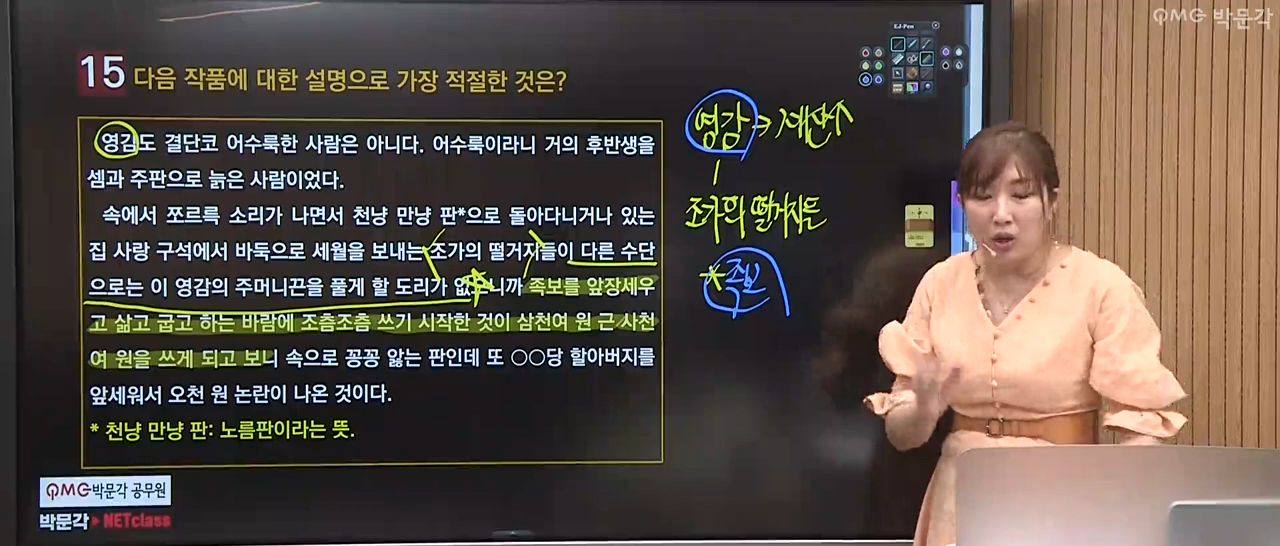 QMG 박문각
EJ-Pen
15 다음 작품에 대한 설명으로 가장 적절한 것은?
영감도 결단코 어수룩한 사람은 아니다. 어수룩이라니 거의 후반생을
셈과 주판으로 늙은 사람이었다.
속에서 쪼르륵 소리가 나면서 천냥 만냥 판*으로 돌아다니거나 있는
집 사랑 구석에서 바둑으로 세월을 보내는 조가의 떨거지들이 다른 수단
으로는 이 영감의 주머니끈을 풀게 할 도리가 없으니까 족보를 앞장세우
고 삶고 굽고 하는 바람에 조츰조츰 쓰기 시작한 것이 삼천여 원 근 사천
여 원을 쓰게 되고 보니 속으로 꽁꽁 앓는 판인데 또 ○○당 할아버지를
앞세워서 오천 원 논란이 나온 것이다.
* 천냥 만냥 판: 노름판이라는 뜻.
영감 →
조가의 떨거지들
*족보
QMG 박문각 공무원
박문각 ▶ NETclass